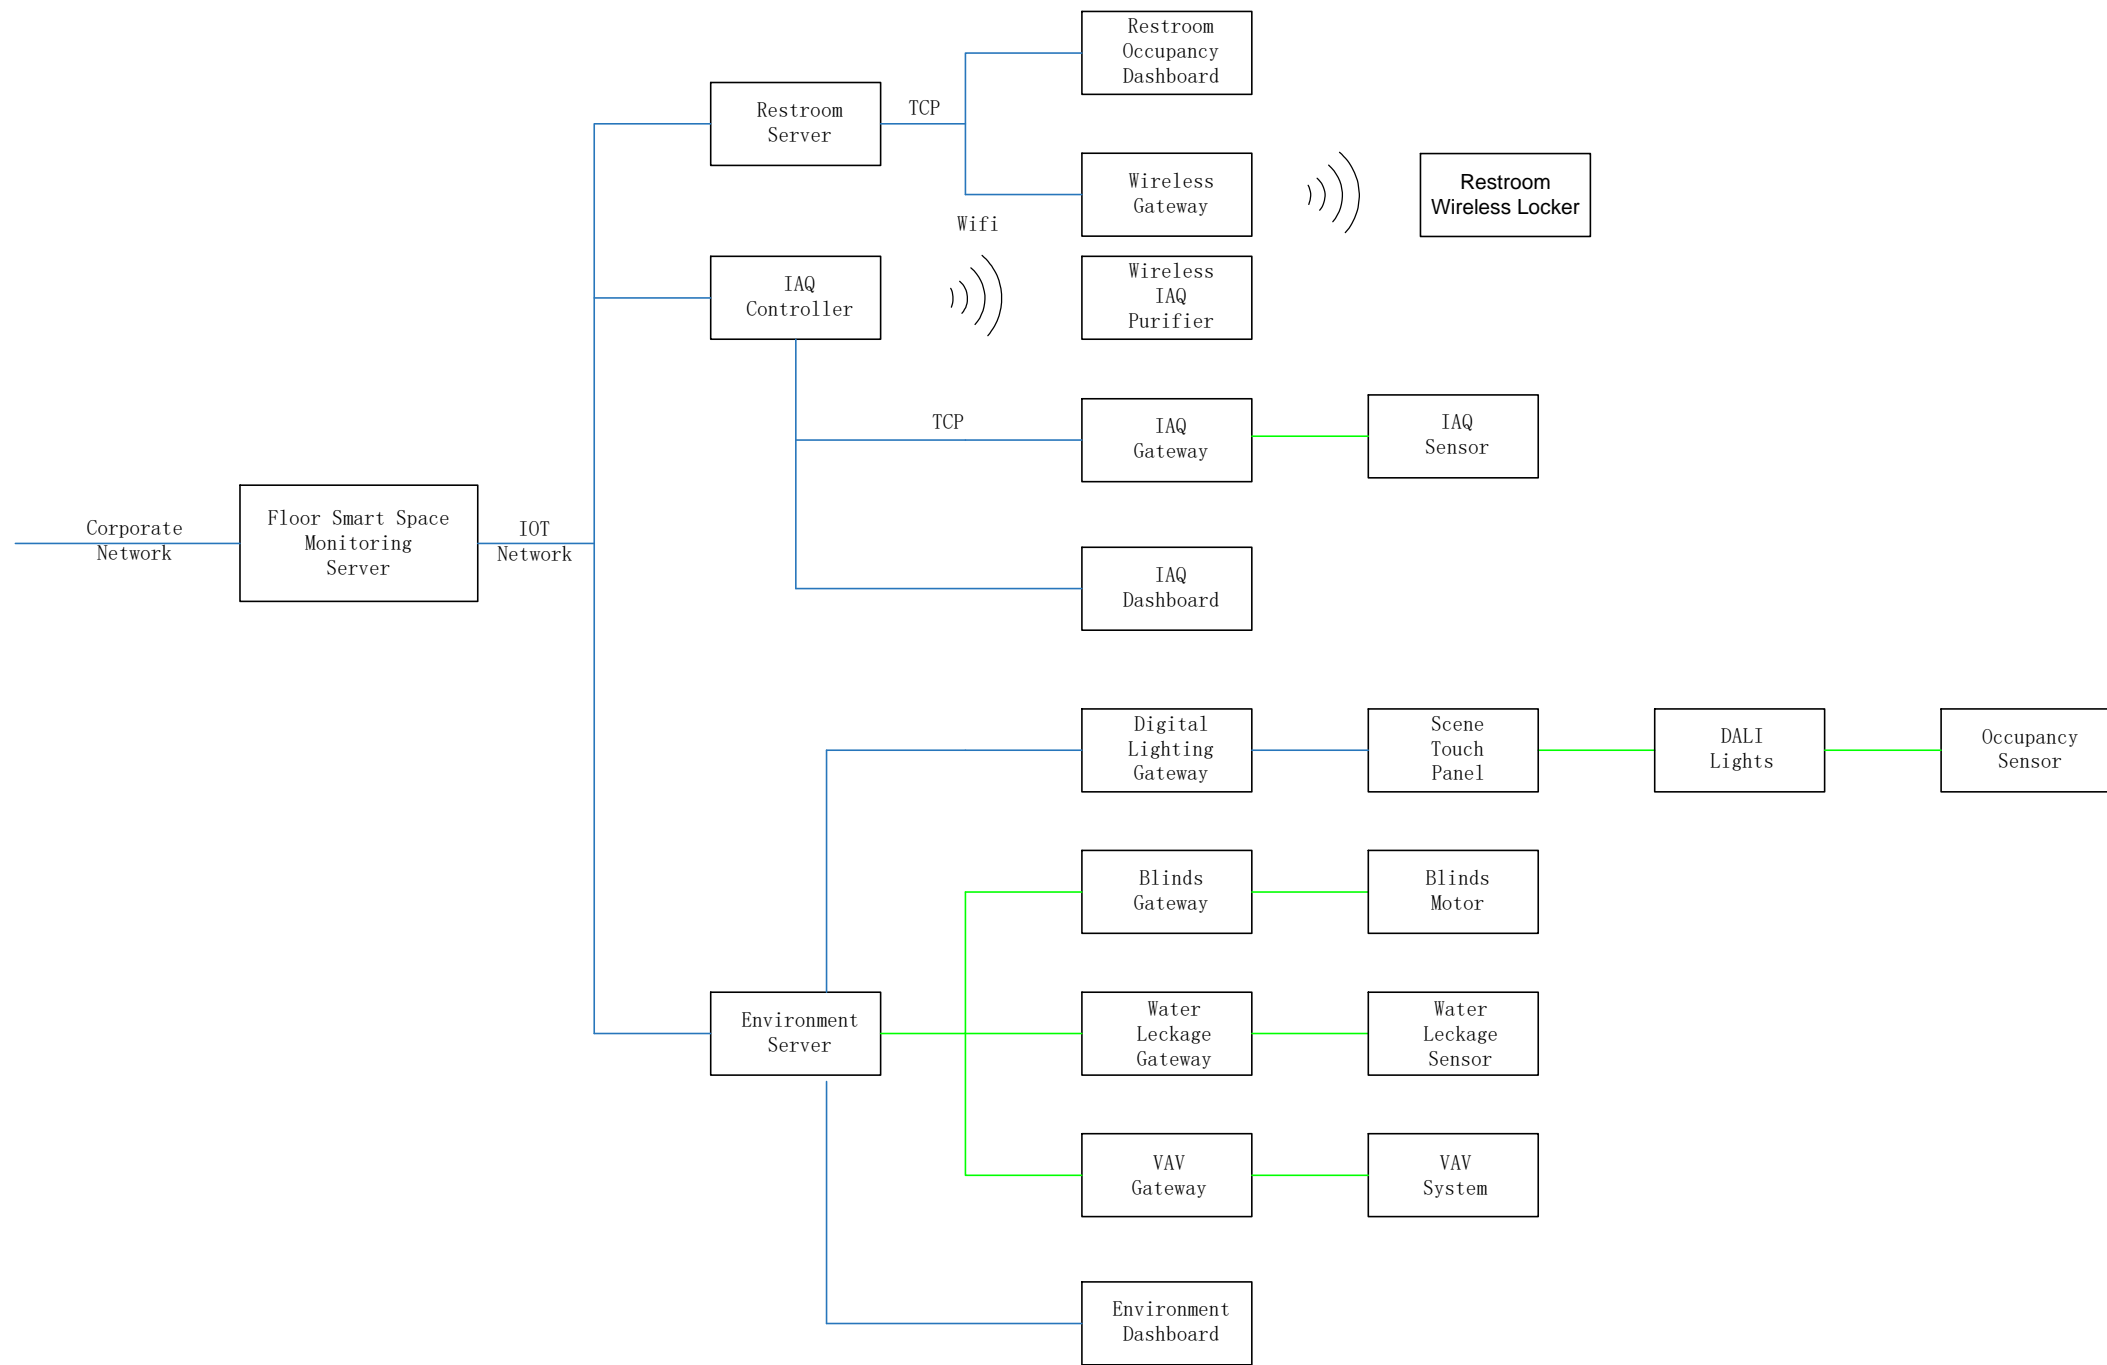 Restroom
Occupancy
Dashboard
Restroom
Server
TCP
Wireless
Gateway
Restroom
Wireless Locker
Wifi
IAQ
Controller
Wireless
IAQ
Purifier
TCP
IAQ
Gateway
IAQ
Sensor
Corporate
Network
Floor Smart Space
Monitoring
Server
IOT
Network
IAQ
Dashboard
Digital
Lighting
Gateway
Scene
Touch
Panel
DALI
Lights
Occupancy
Sensor
Blinds
Gateway
Blinds
Motor
Environment
Server
Water
Leckage
Gateway
Water
Leckage
Sensor
VAV
Gateway
VAV
System
Environment
Dashboard